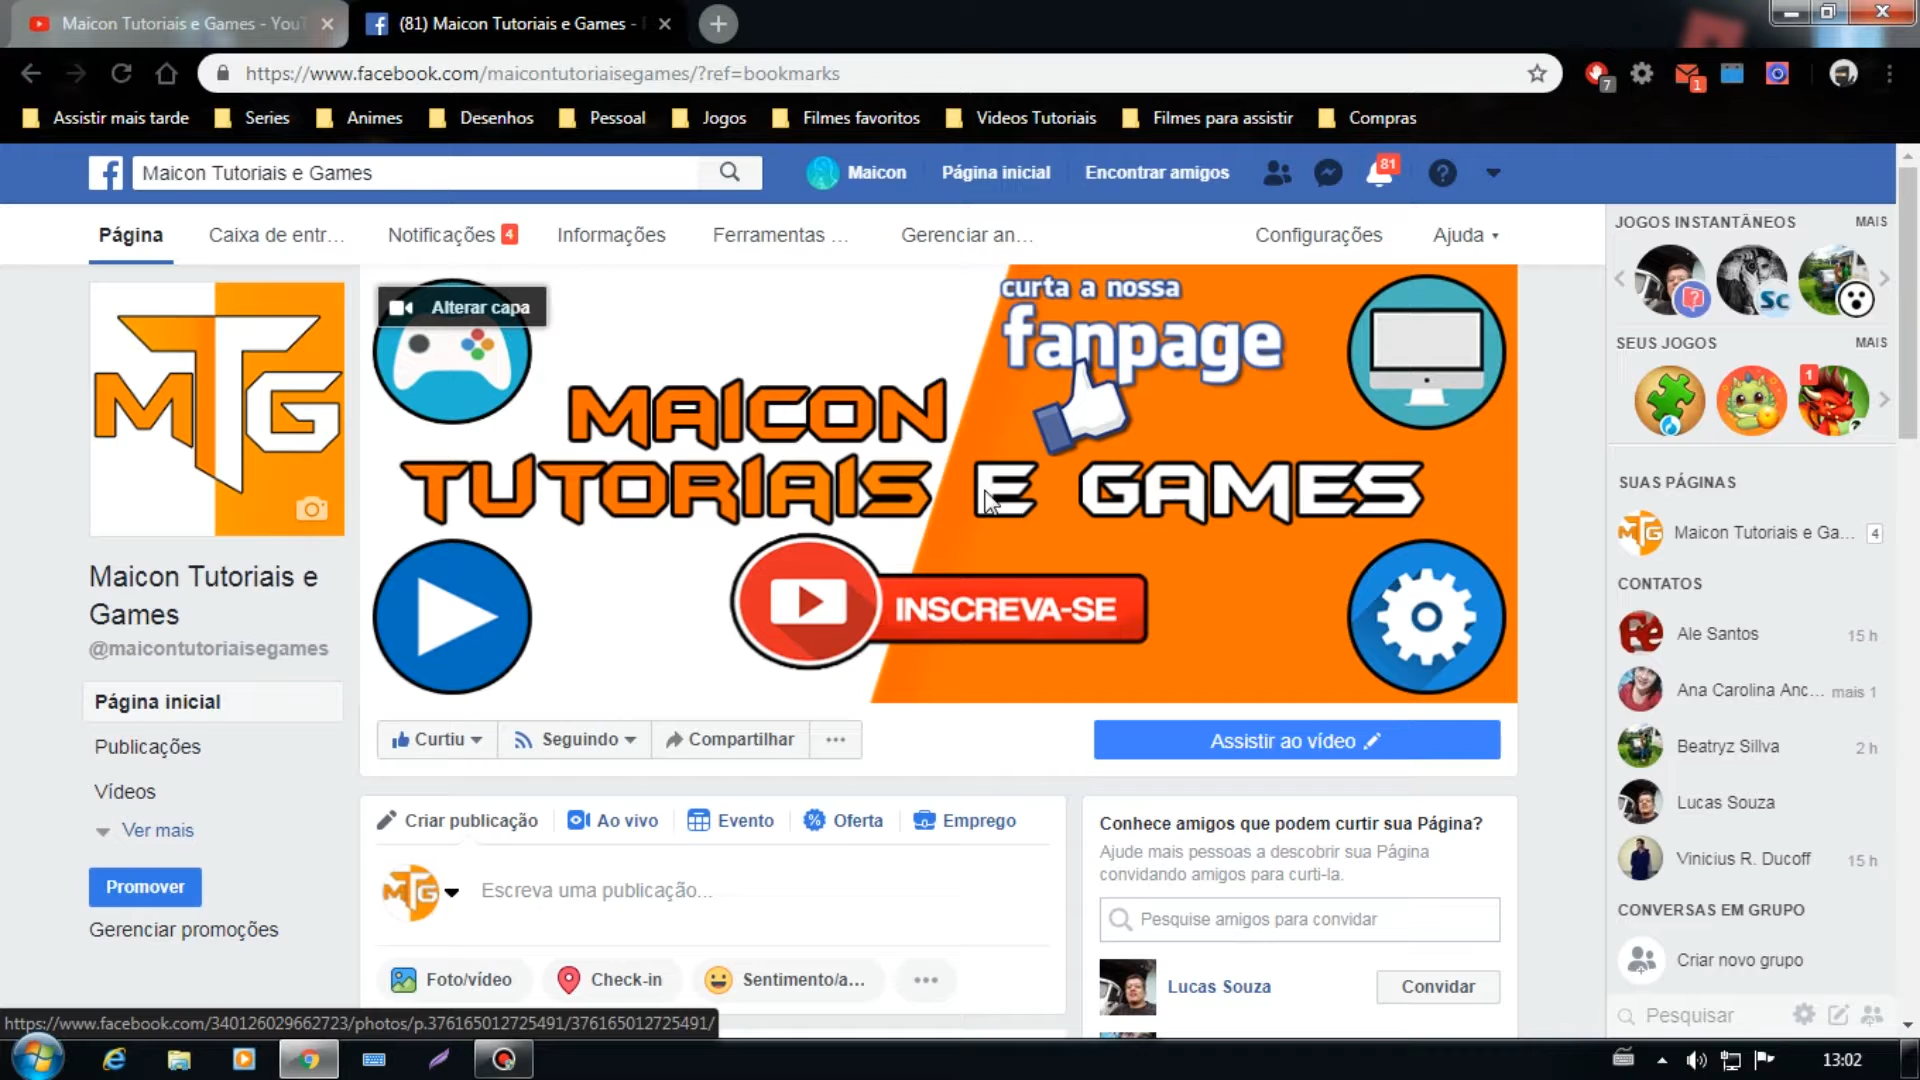 Maicon Tutoriais e Games - YouT
(81) Maicon Tutoriais e Games -
https://www.facebook.com/maicontutoriaisegames/?ref=bookmarks
7
1
Assistir mais tarde
Series
Animes
Desenhos
Pessoal
Jogos
Filmes favoritos
Videos Tutoriais
Filmes para assistir
Compras
Maicon Tutoriais e Games
Maicon
Página inicial
Encontrar amigos
81
Página
Caixa de entr...
Notificações 4
Informações
Ferramentas ...
Gerenciar an...
Configurações
Ajuda
MTG
Alterar capa
curta a nossa
fanpage
MAICON
TUTORIAIS E GAMES
INSCREVA-SE
Maicon Tutoriais e
Games
@maicontutoriaisegames
Página inicial
Publicações
Vídeos
Ver mais
Promover
Gerenciar promoções
Curtiu
Seguindo
Compartilhar
Assistir ao vídeo
Criar publicação
Ao vivo
Evento
Oferta
Emprego
MTG
Escreva uma publicação...
Foto/vídeo
Check-in
Sentimento/a...
Conhece amigos que podem curtir sua Página?
Ajude mais pessoas a descobrir sua Página
convidando amigos para curti-la.
Pesquise amigos para convidar
Lucas Souza
Convidar
JOGOS INSTANTÂNEOS
MAIS
Sc
SEUS JOGOS
MAIS
1
SUAS PÁGINAS
MTG
Maicon Tutoriais e Ga... 4
CONTATOS
Ale Santos 15 h
Ana Carolina Anc... mais 1
Beatryz Sillva 2 h
Lucas Souza
Vinicius R. Ducoff 15 h
CONVERSAS EM GRUPO
Criar novo grupo
Pesquisar
https://www.facebook.com/340126029662723/photos/p.376165012725491/376165012725491/
13:02